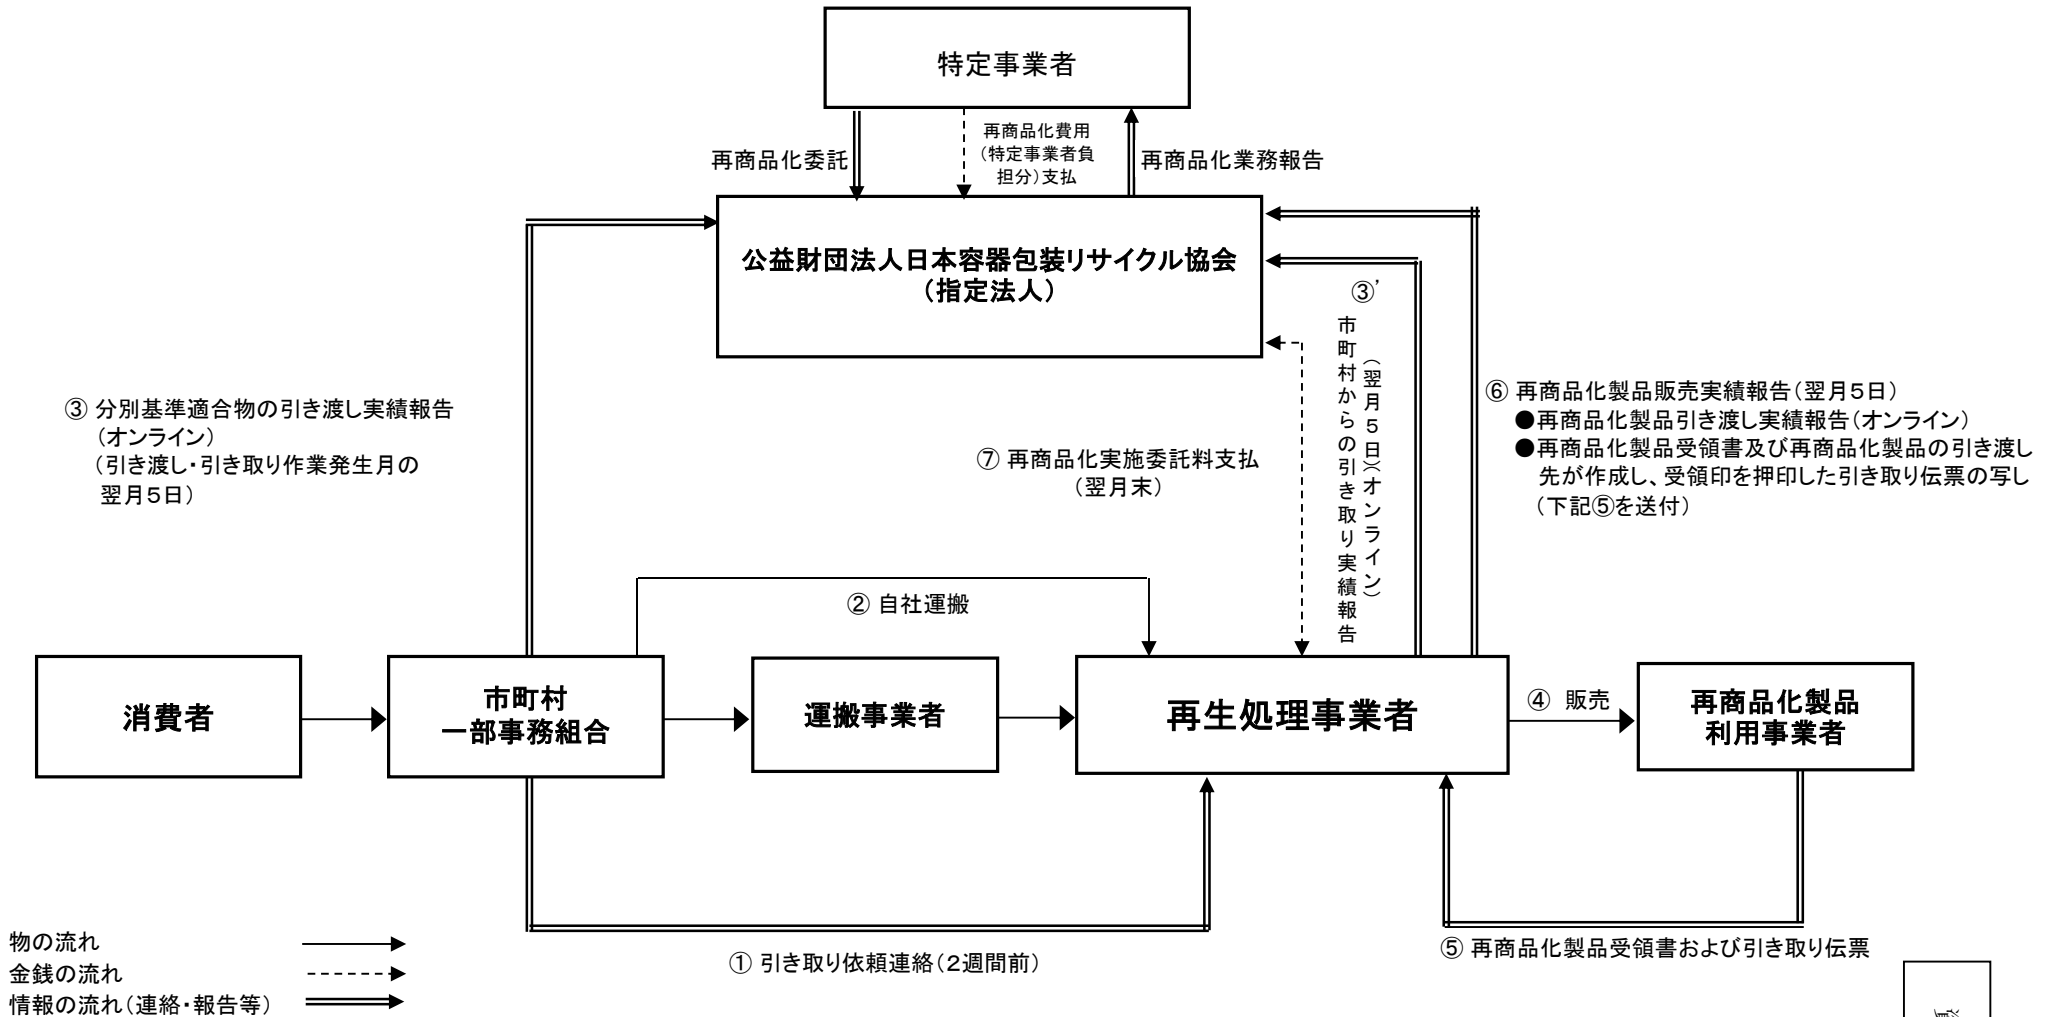 特定事業者
再商品化委託
再商品化費用
（特定事業者負
担分）支払
再商品化業務報告
公益財団法人日本容器包装リサイクル協会
（指定法人）
③ 分別基準適合物の引き渡し実績報告
（オンライン）
（引き渡し・引き取り作業発生月の
翌月５日）
⑦ 再商品化実施委託料支払
（翌月末）
③’
市町村からの引き取り実績報告
（翌月５日）（オンライン）
⑥ 再商品化製品販売実績報告（翌月５日）
●再商品化製品引き渡し実績報告（オンライン）
●再商品化製品受領書及び再商品化製品の引き渡し
先が作成し、受領印を押印した引き取り伝票の写し
（下記⑤を送付）
② 自社運搬
消費者
市町村
一部事務組合
運搬事業者
再生処理事業者
④ 販売
再商品化製品
利用事業者
① 引き取り依頼連絡（２週間前）
⑤ 再商品化製品受領書および引き取り伝票
物の流れ
金銭の流れ
情報の流れ（連絡・報告等）